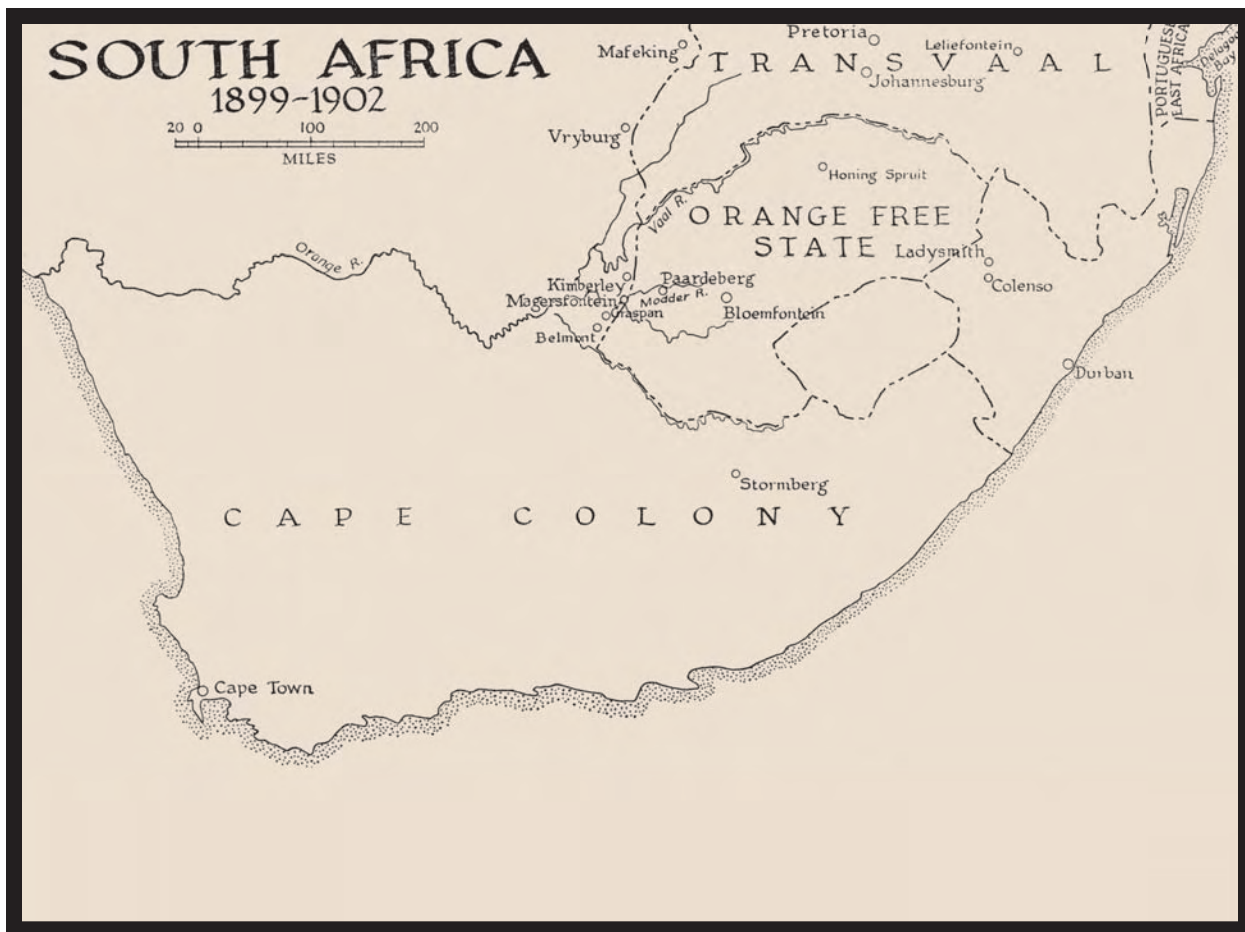 SOUTH AFRICA
1899-1902
20 0 100 200
MILES
Mafeking
Pretoria
Leliefontein
TRANSVAAL
Johannesburg
PORTUGUESE
EAST AFRICA
Delagoa
Bay
Vryburg
Honing Spruit
Vaal R.
ORANGE FREE
STATE
Ladysmith
Orange R.
Kimberley
Paardeberg
Colenso
Magersfontein
Modder R.
Graspan
Bloemfontein
Belmont
Durban
Stormberg
CAPE COLONY
Cape Town